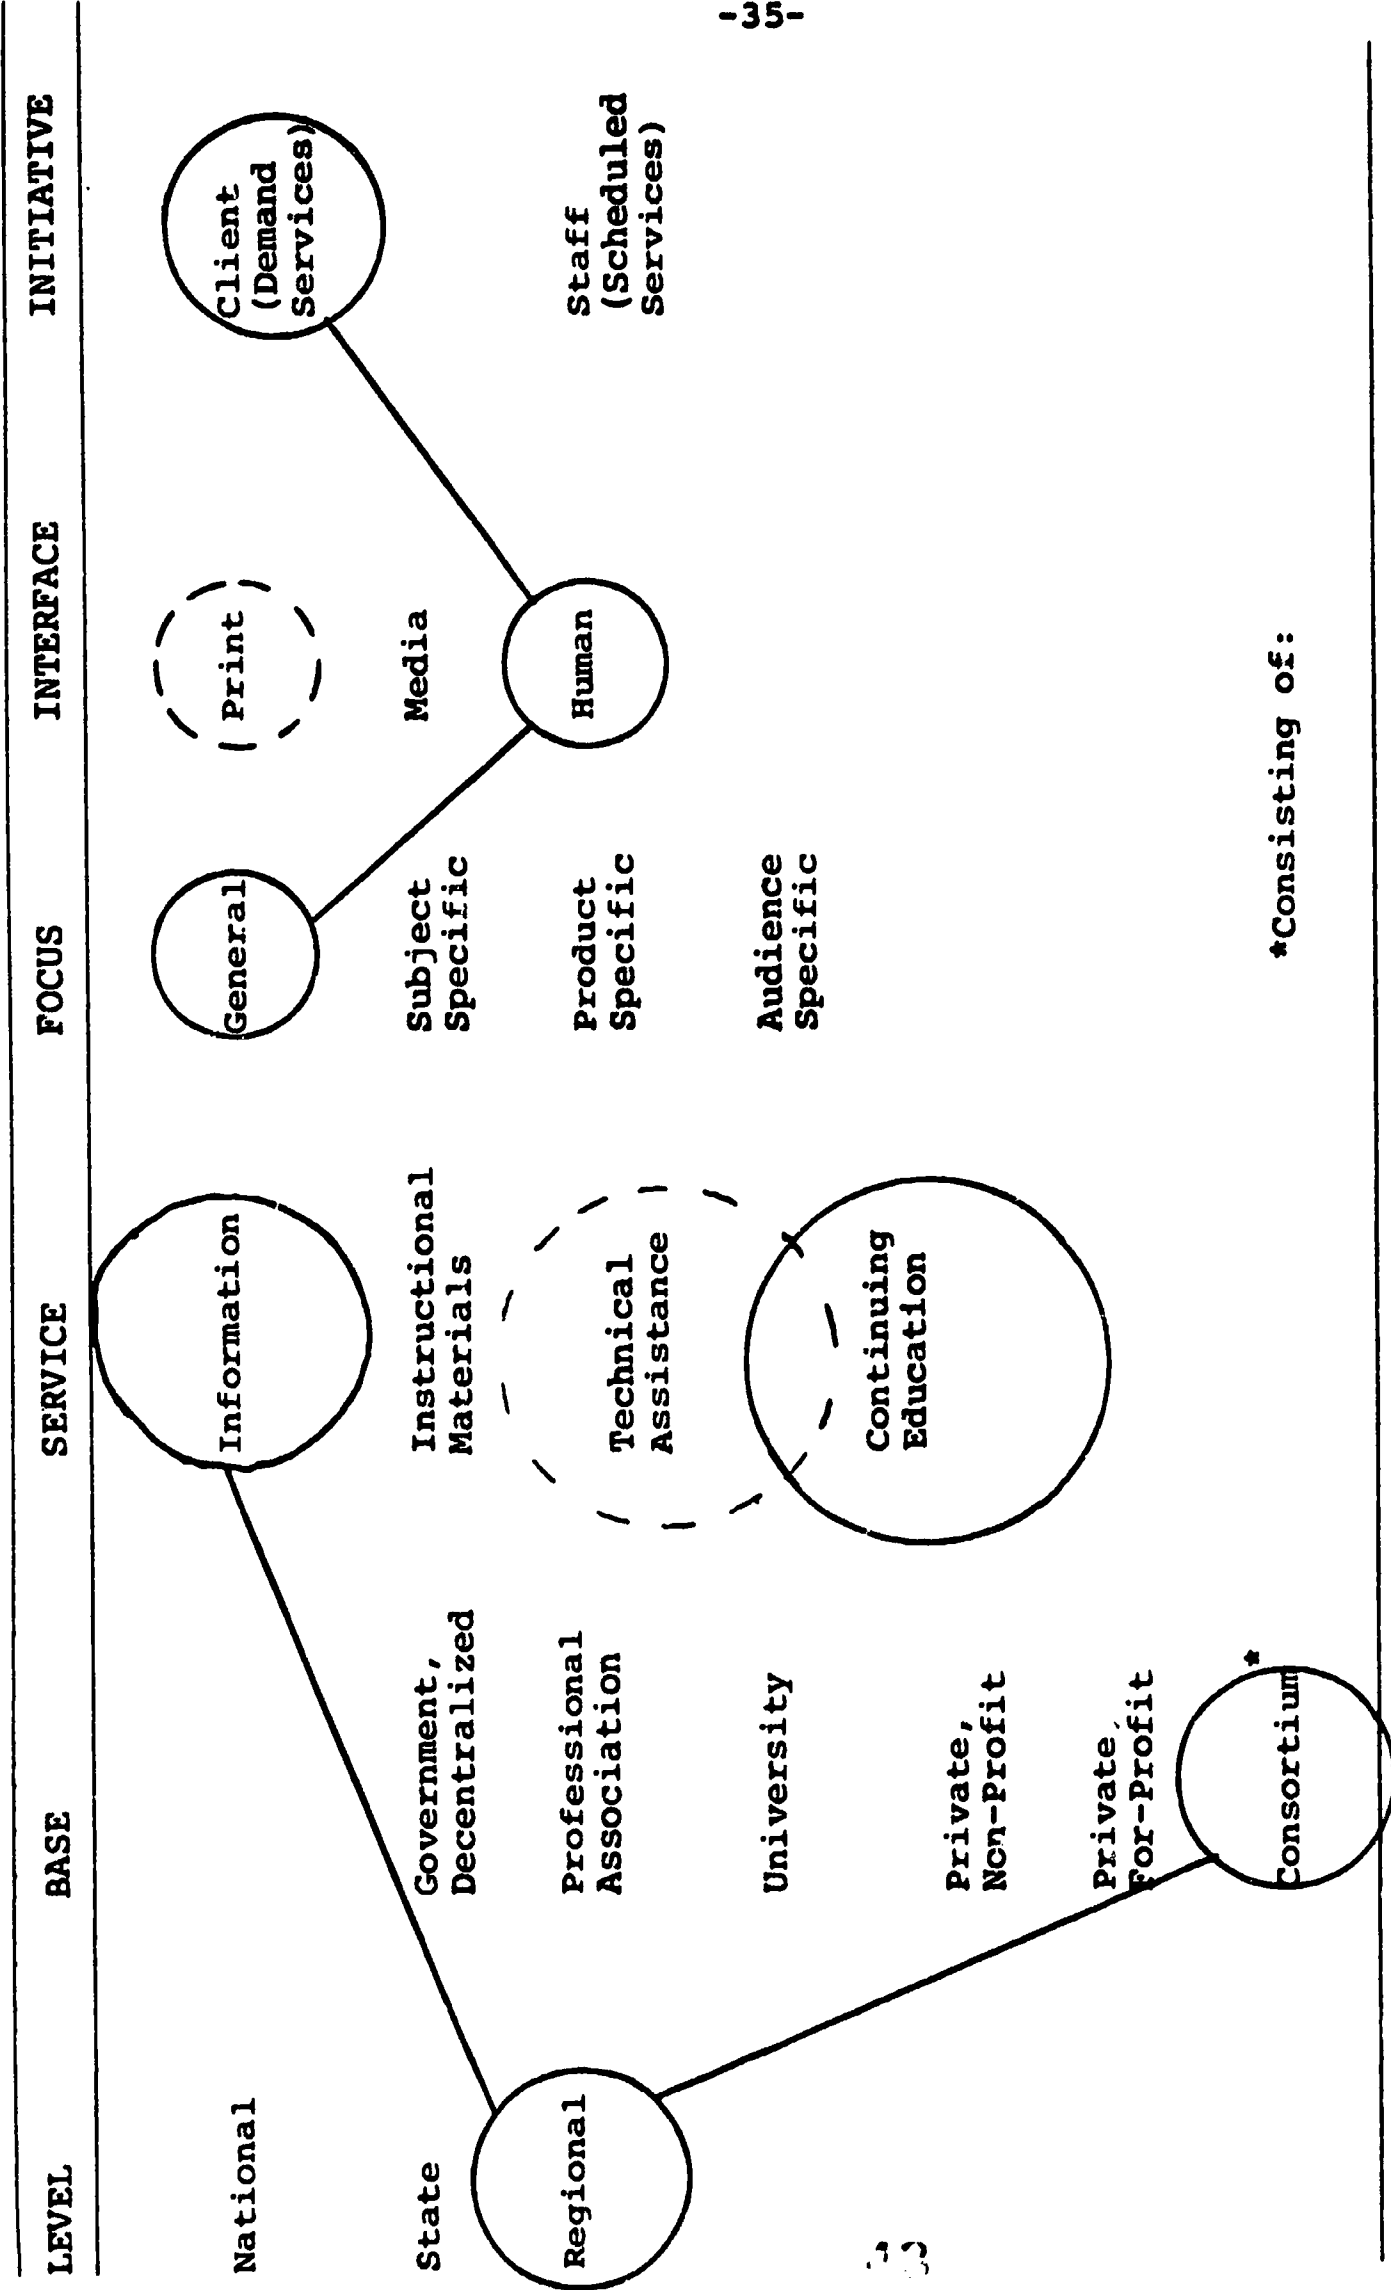 -35-
LEVEL BASE SERVICE FOCUS INTERFACE INITIATIVE
National
State
Regional
Government,
Decentralized
Professional
Association
University
Private,
Non-Profit
Private,
For-Profit
Consortium *
Information
Instructional
Materials
Technical
Assistance
Continuing
Education
General
Subject
Specific
Product
Specific
Audience
Specific
Print
Media
Human
Client
(Demand
Services)
Staff
(Scheduled
Services)
*Consisting of: